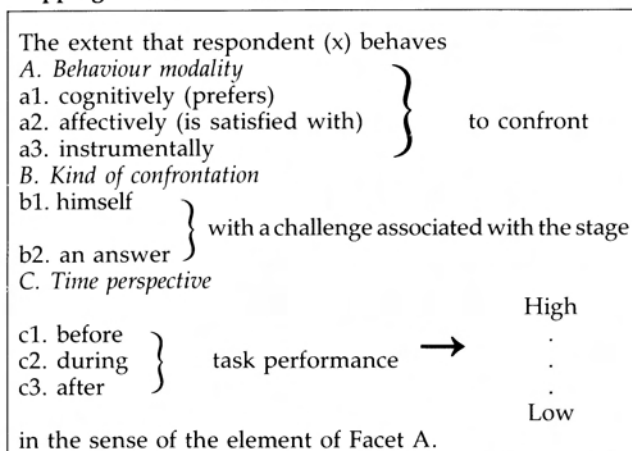 The extent that respondent (x) behaves
A. Behaviour modality
a1. cognitively (prefers)
a2. affectively (is satisfied with) } to confront
a3. instrumentally
B. Kind of confrontation
b1. himself
} with a challenge associated with the stage
b2. an answer
C. Time perspective
High
c1. before .
c2. during } task performance → .
c3. after .
Low
in the sense of the element of Facet A.